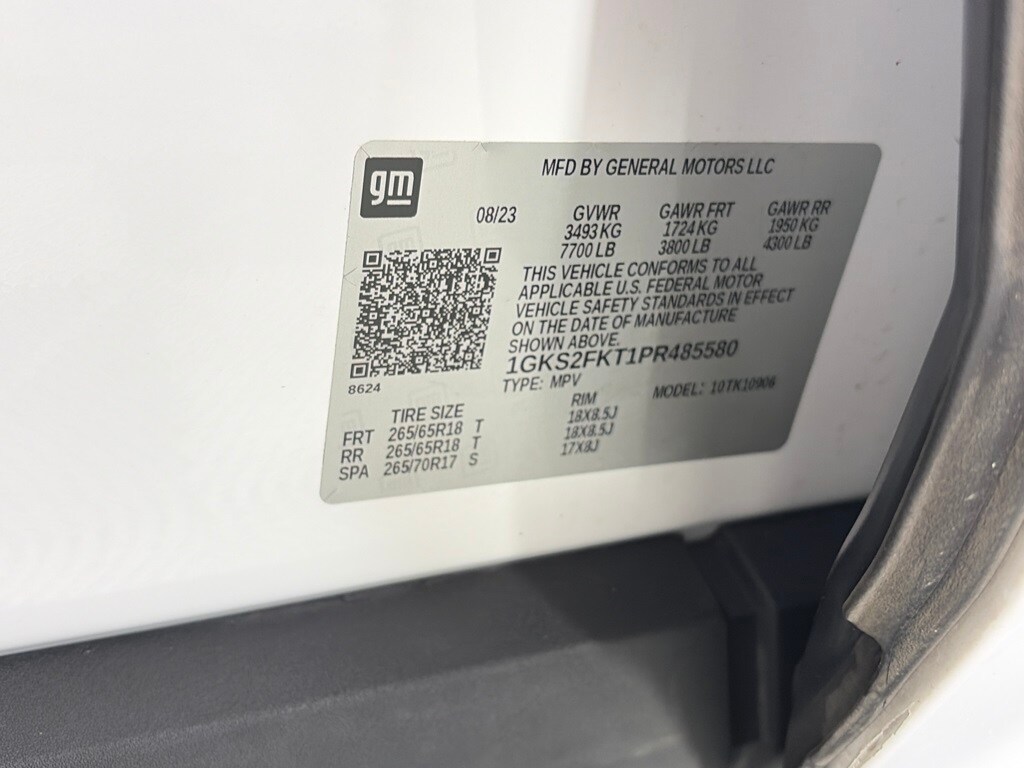 gm
MFD BY GENERAL MOTORS LLC
08/23 GVWR GAWR FRT GAWR RR
3493 KG 1724 KG 1950 KG
7700 LB 3800 LB 4300 LB
THIS VEHICLE CONFORMS TO ALL
APPLICABLE U.S. FEDERAL MOTOR
VEHICLE SAFETY STANDARDS IN EFFECT
ON THE DATE OF MANUFACTURE
SHOWN ABOVE.
1GKS2FKT1PR485580
8624
TYPE: MPV MODEL: 10TK10906
TIRE SIZE RIM
FRT 265/65R18 T 18X8.5J
RR 265/65R18 T 18X8.5J
SPA 265/70R17 S 17X8J